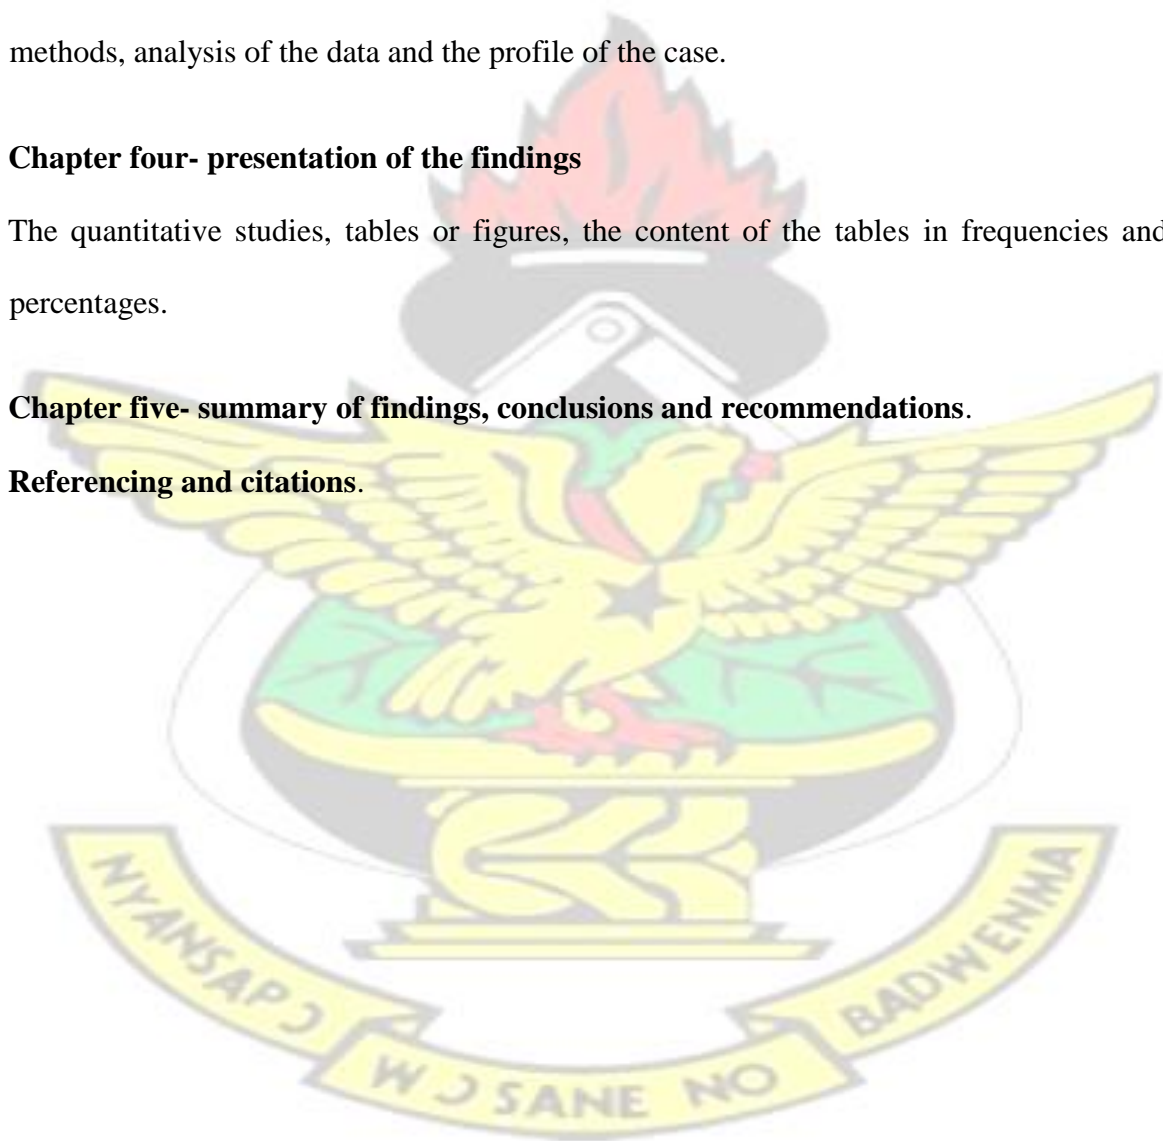 methods, analysis of the data and the profile of the case.
Chapter four- presentation of the findings
The quantitative studies, tables or figures, the content of the tables in frequencies and
percentages.
Chapter five- summary of findings, conclusions and recommendations.
Referencing and citations.
NYANSAPƆ WƆSANE NO BADWENMA